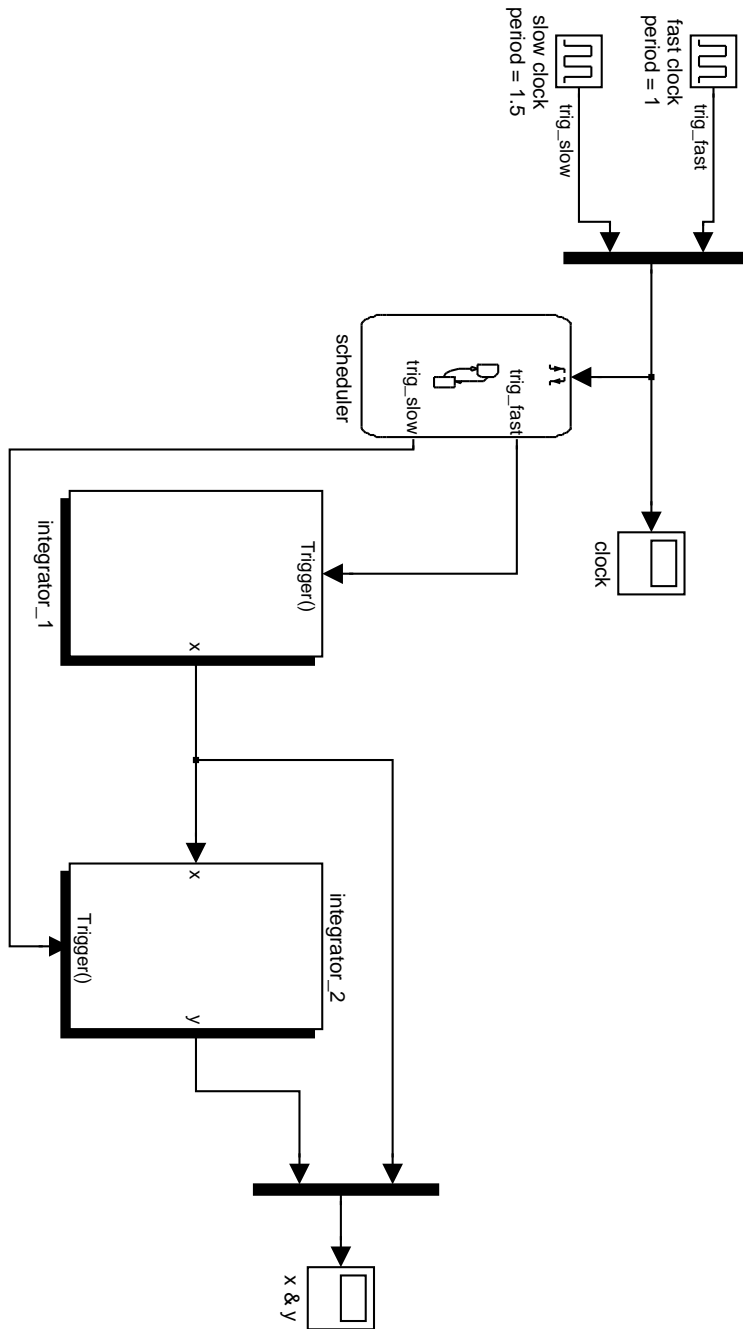 fast clock
period = 1
trig_fast
slow clock
period = 1.5
trig_slow
clock
trig_fast
trig_slow
scheduler
Trigger()
x
integrator_1
integrator_2
x
y
Trigger()
x & y